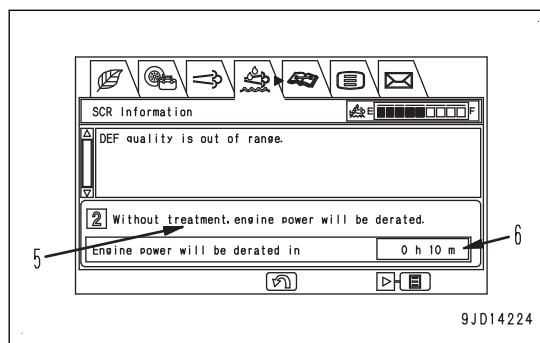 SCR Information
E F
DEF quality is out of range.
2 Without treatment, engine power will be derated.
Engine power will be derated in 0 h 10 m
5
6
9JD14224